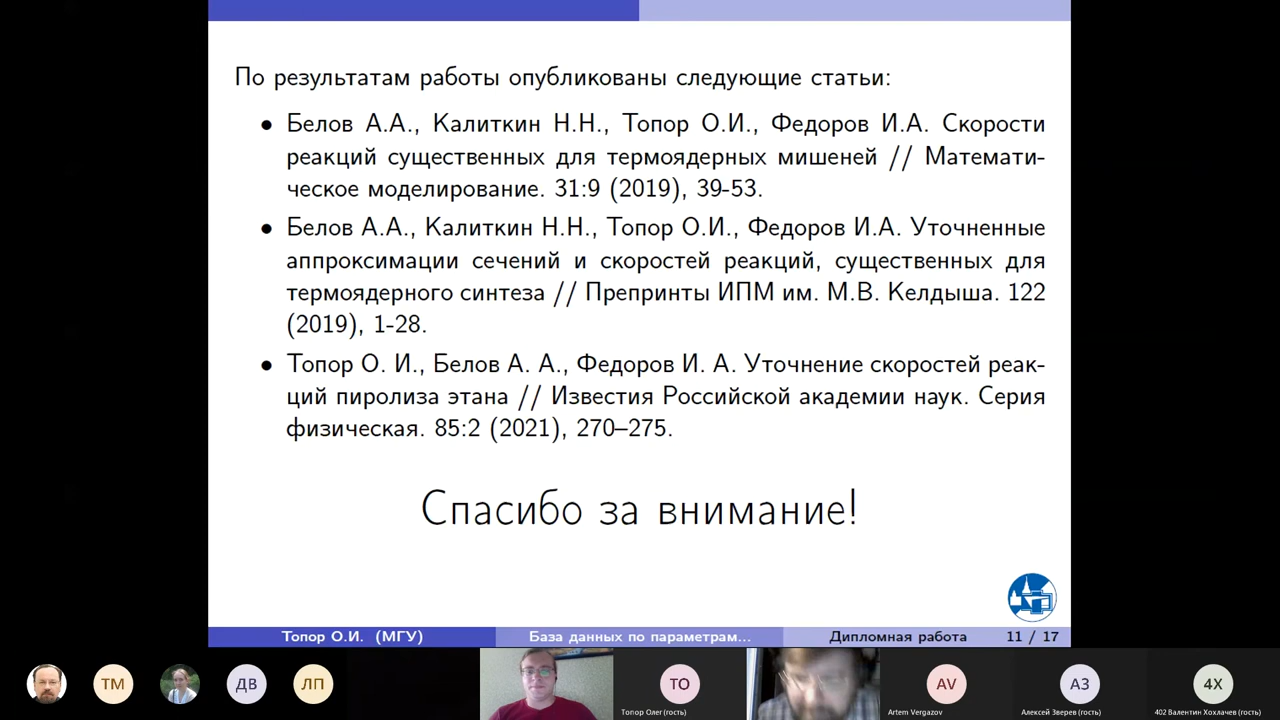 По результатам работы опубликованы следующие статьи:
• Белов А.А., Калиткин Н.Н., Топор О.И., Федоров И.А. Скорости
реакций существенных для термоядерных мишеней // Математи-
ческое моделирование. 31:9 (2019), 39-53.
• Белов А.А., Калиткин Н.Н., Топор О.И., Федоров И.А. Уточненные
аппроксимации сечений и скоростей реакций, существенных для
термоядерного синтеза // Препринты ИПМ им. М.В. Келдыша. 122
(2019), 1-28.
• Топор О. И., Белов А. А., Федоров И. А. Уточнение скоростей реак-
ций пиролиза этана // Известия Российской академии наук. Серия
физическая. 85:2 (2021), 270–275.
Спасибо за внимание!
Топор О.И. (МГУ) База данных по параметрам... Дипломная работа 11 / 17
ТМ ДВ ЛП ТО AV АЗ 4Х
Топор Олег (гость) Artem Vergazov Алексей Зверев (гость) 402 Валентин Хохлачев (гость)